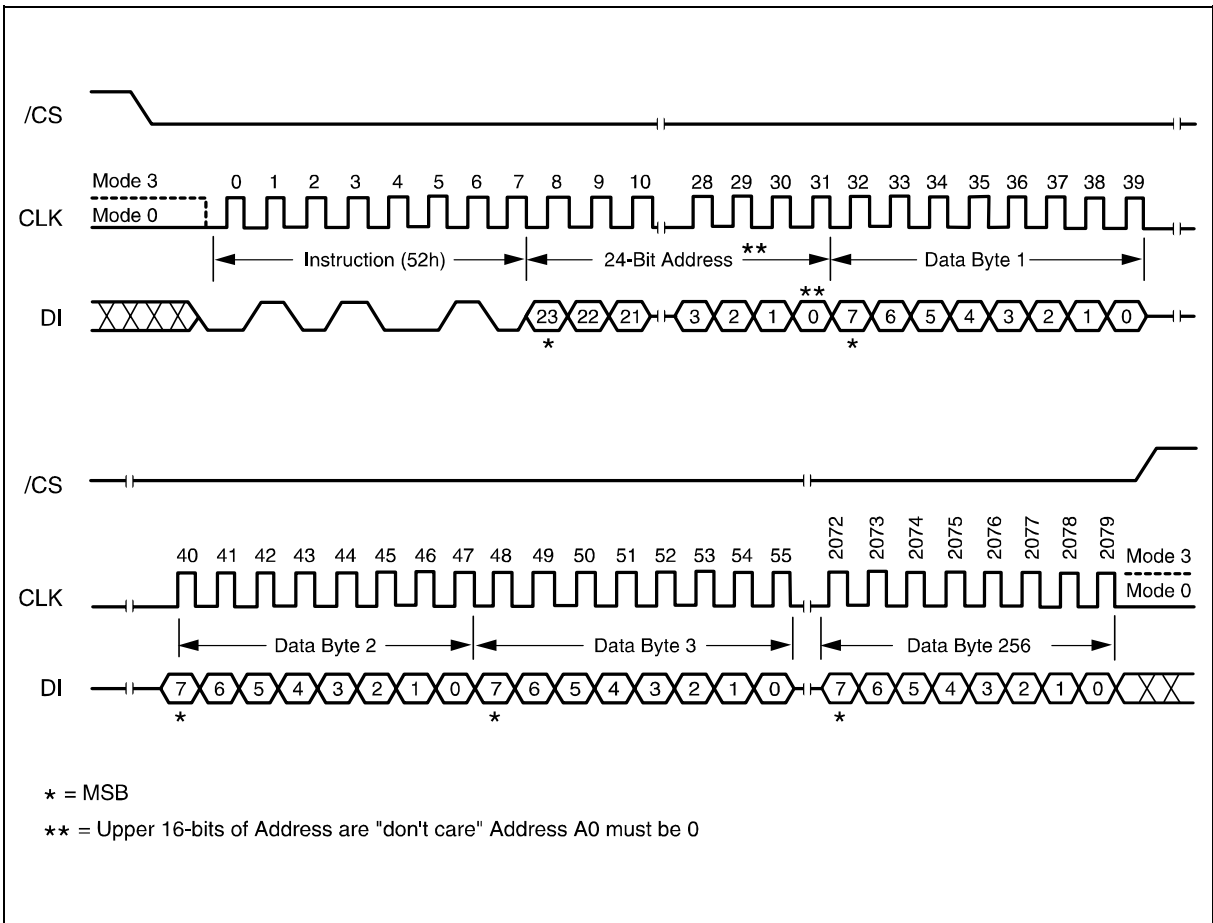 /CS
Mode 3
0 1 2 3 4 5 6 7 8 9 10 28 29 30 31 32 33 34 35 36 37 38 39
CLK
Mode 0
Instruction (52h) 24-Bit Address ** Data Byte 1
**
DI 23 22 21 3 2 1 0 7 6 5 4 3 2 1 0
* *
/CS
40 41 42 43 44 45 46 47 48 49 50 51 52 53 54 55 2072 2073 2074 2075 2076 2077 2078 2079
Mode 3
CLK
Mode 0
Data Byte 2 Data Byte 3 Data Byte 256
DI 7 6 5 4 3 2 1 0 7 6 5 4 3 2 1 0 7 6 5 4 3 2 1 0
* * *
* = MSB
** = Upper 16-bits of Address are "don't care" Address A0 must be 0